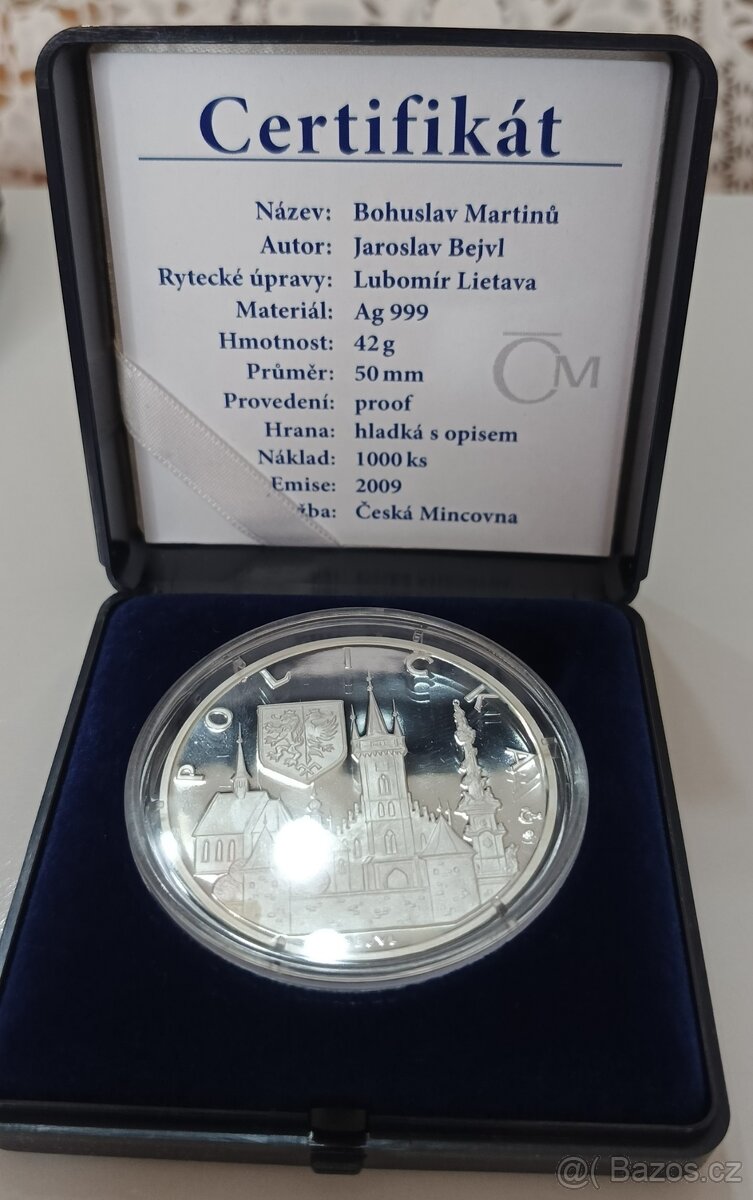 Certifikát
Název: Bohuslav Martinů
Autor: Jaroslav Bejvl
Rytecké úpravy: Lubomír Lietava
Materiál: Ag 999
Hmotnost: 42 g
Průměr: 50 mm
ČM
Provedení: proof
Hrana: hladká s opisem
Náklad: 1000 ks
Emise: 2009
žba: Česká Mincovna
POLIČKA
@( Bazos.cz